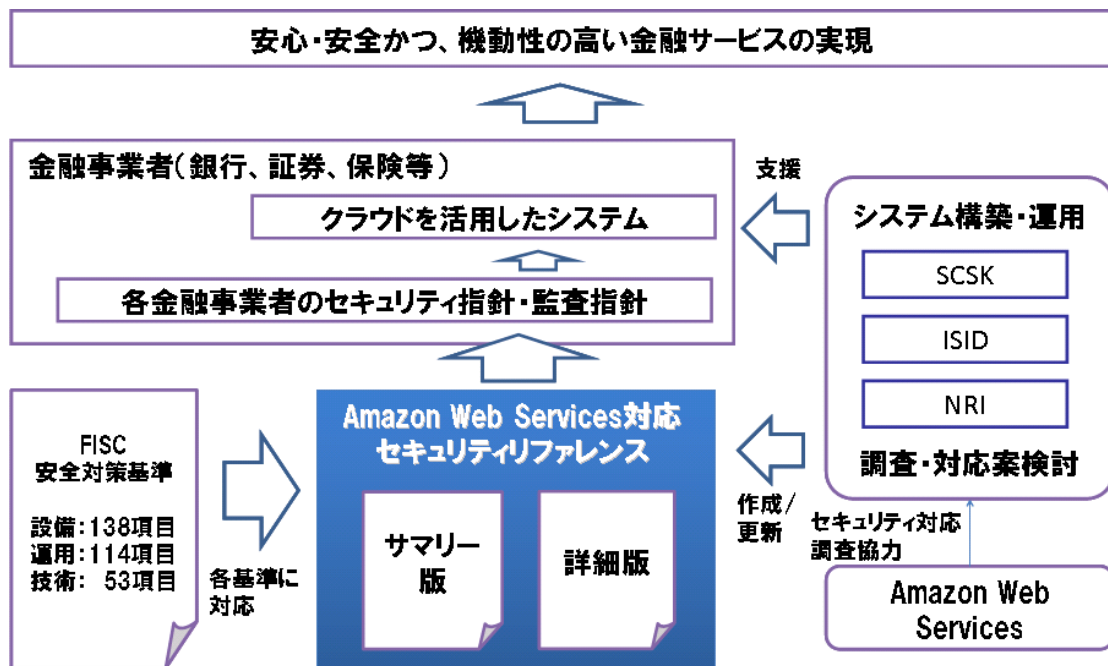 安心・安全かつ、機動性の高い金融サービスの実現
金融事業者(銀行、証券、保険等)
クラウドを活用したシステム
各金融事業者のセキュリティ指針・監査指針
支援
システム構築・運用
SCSK
ISID
NRI
調査・対応案検討
FISC
安全対策基準
設備:138項目
運用:114項目
技術: 53項目
各基準に
対応
Amazon Web Services対応
セキュリティリファレンス
サマリー
版
詳細版
作成/
更新
セキュリティ対応
調査協力
Amazon Web
Services